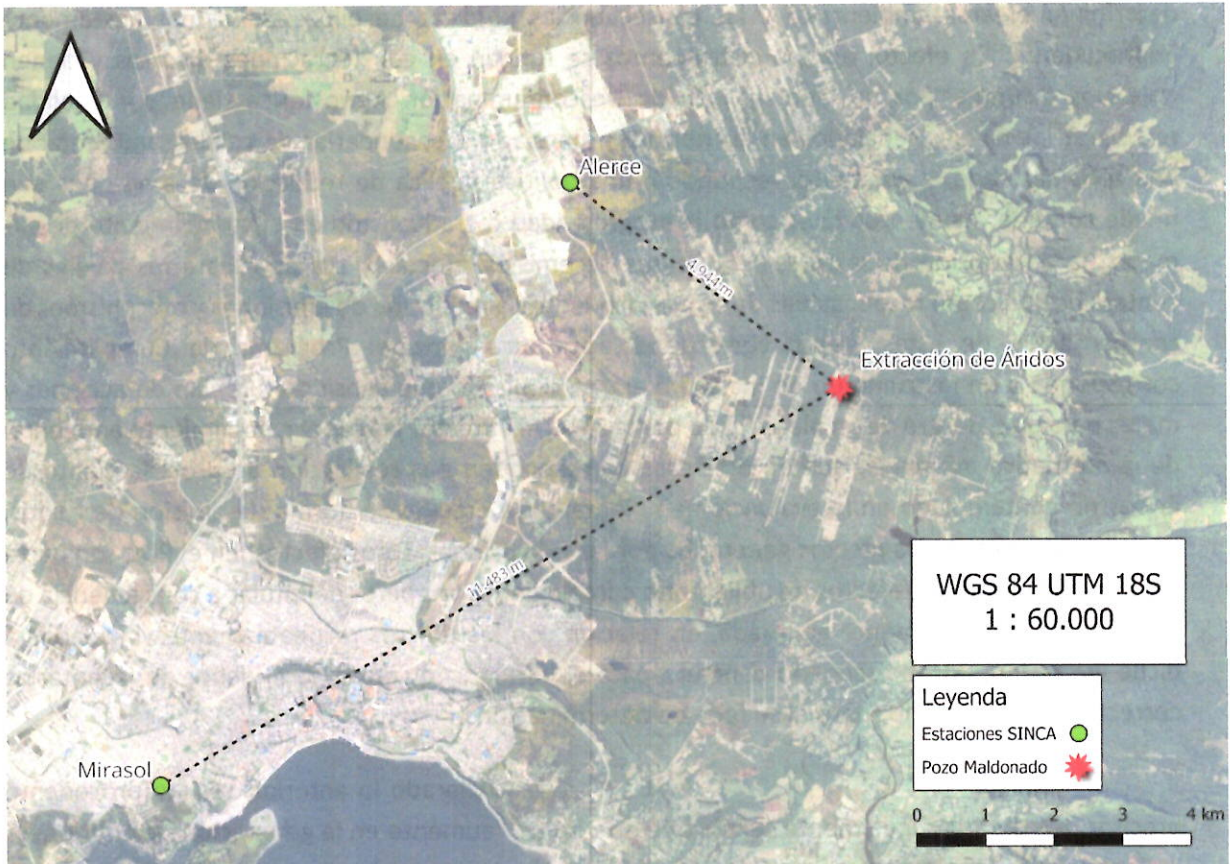 Alerce
4.944 m
Extracción de Áridos
11.483 m
WGS 84 UTM 18S
1 : 60.000
Leyenda
Estaciones SINCA
Pozo Maldonado
Mirasol
0 1 2 3 4 km